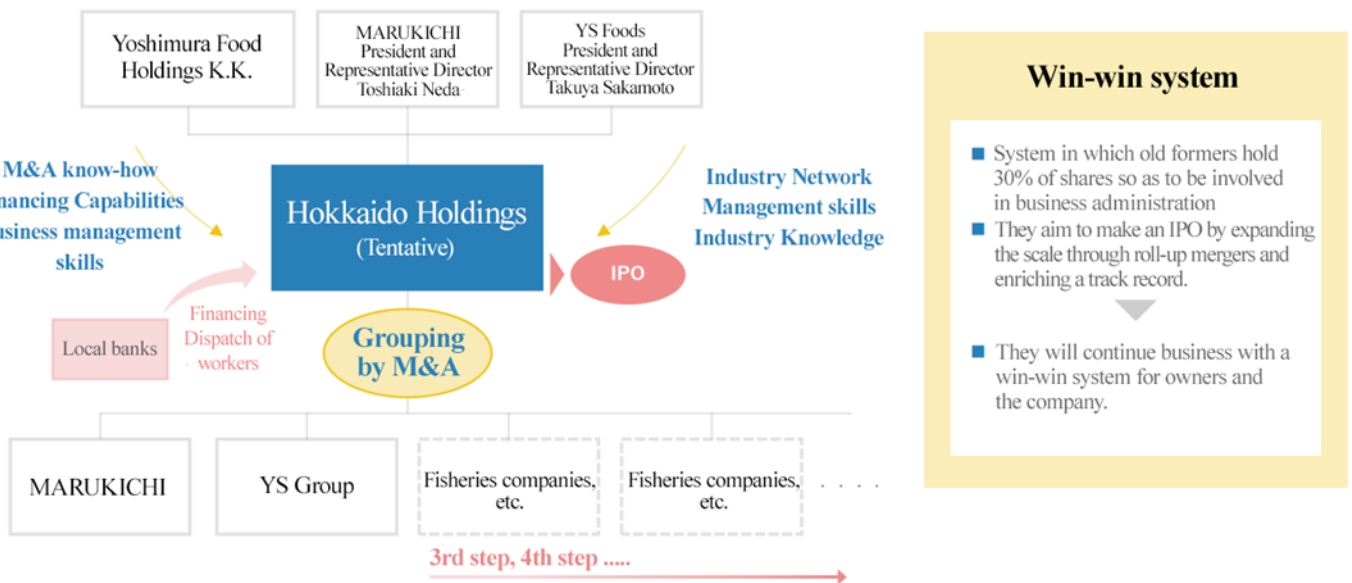 Yoshimura Food
Holdings K.K.
MARUKICHI
President and
Representative Director
Toshiaki Neda
YS Foods
President and
Representative Director
Takuya Sakamoto
M&A know-how
nancing Capabilities
usiness management
skills
Hokkaido Holdings
(Tentative)
IPO
Industry Network
Management skills
Industry Knowledge
Local banks
Financing
Dispatch of
workers
Grouping
by M&A
MARUKICHI
YS Group
Fisheries companies,
etc.
Fisheries companies,
etc.
. . . .
3rd step, 4th step .....
Win-win system
System in which old formers hold
30% of shares so as to be involved
in business administration
They aim to make an IPO by expanding
the scale through roll-up mergers and
enriching a track record.
They will continue business with a
win-win system for owners and
the company.